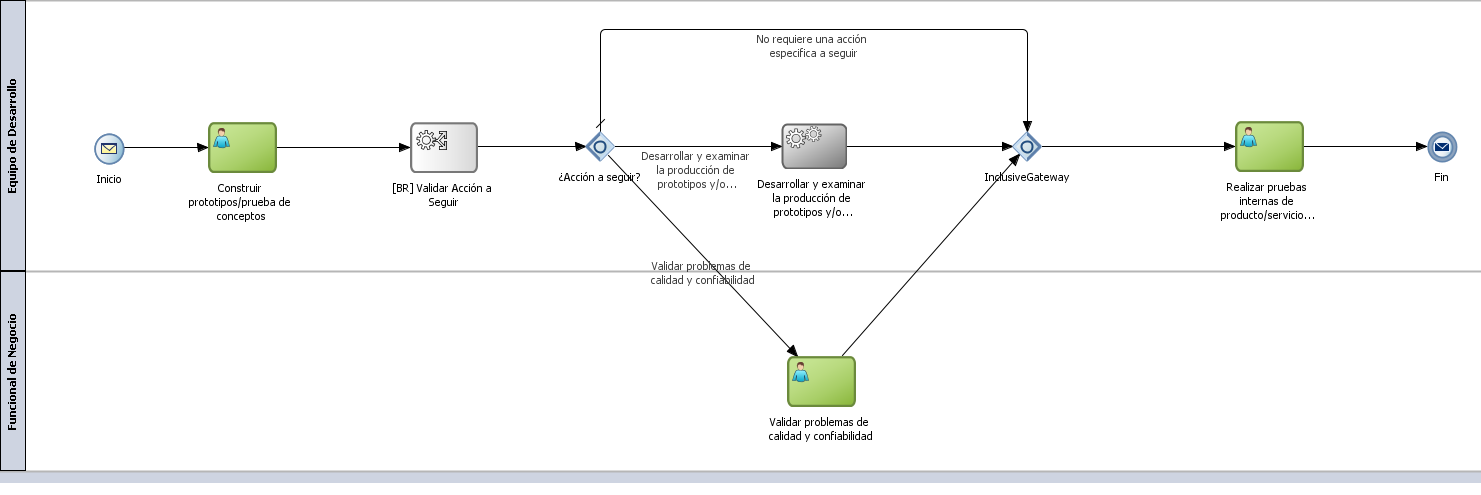 Equipo de Desarrollo
Inicio
Construir
prototipos/prueba de
conceptos
[BR] Validar Acción a
Seguir
¿Acción a seguir?
No requiere una acción
especifica a seguir
Desarrollar y examinar
la producción de
prototipos y/o...
Desarrollar y examinar
la producción de
prototipos y/o...
InclusiveGateway
Realizar pruebas
internas de
producto/servicio...
Fin
Funcional de Negocio
Validar problemas de
calidad y confiabilidad
Validar problemas de
calidad y confiabilidad